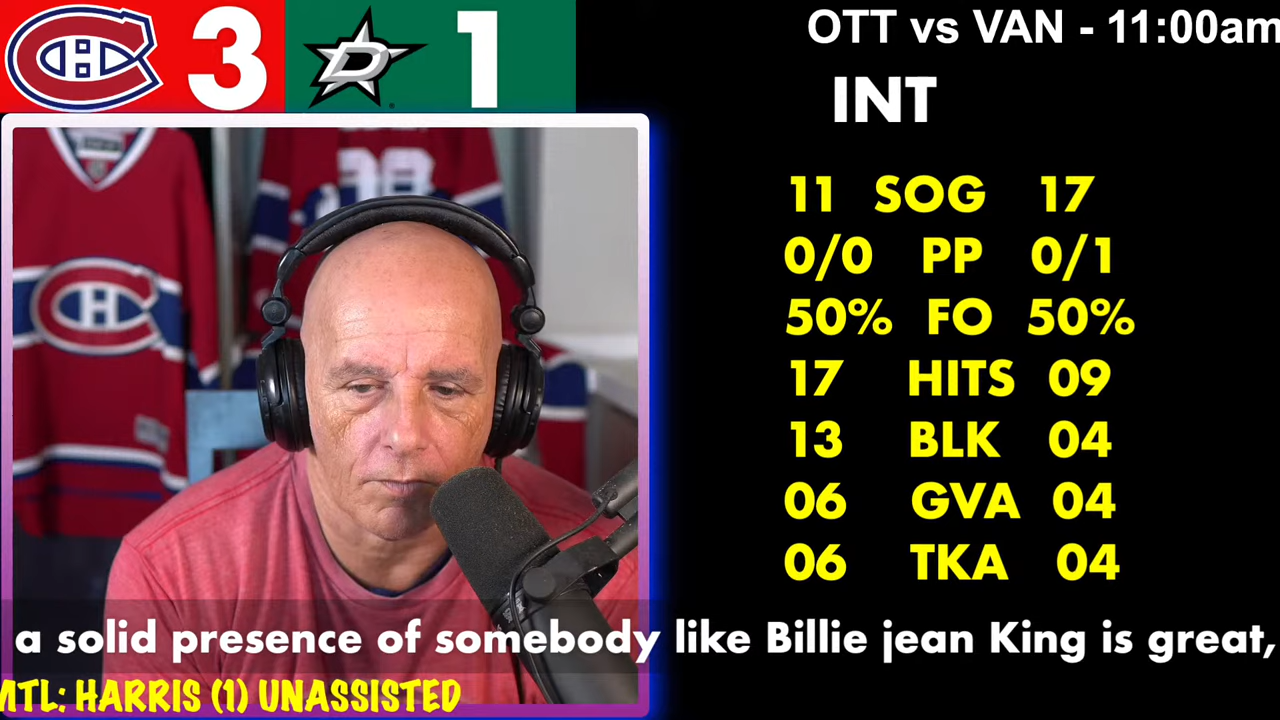 3
1
OTT vs VAN - 11:00am
INT
11 SOG 17
0/0 PP 0/1
50% FO 50%
17 HITS 09
13 BLK 04
06 GVA 04
06 TKA 04
a solid presence of somebody like Billie jean King is great,
MTL: HARRIS (1) UNASSISTED